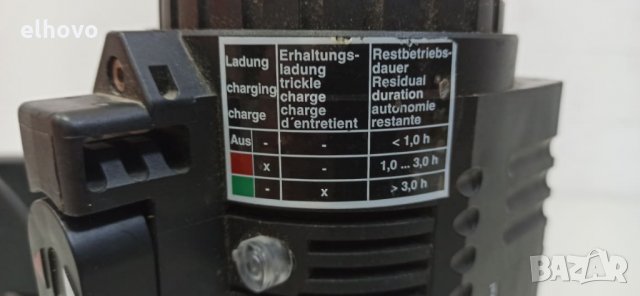 elhovo
Ladung
charging
charge
Erhaltungs-
ladung
trickle
charge
charge
d'entretient
Restbetriebs-
dauer
Residual
duration
autonomie
restante
Aus - - < 1,0 h
x - 1,0 ... 3,0 h
- x > 3,0 h
BAZAR